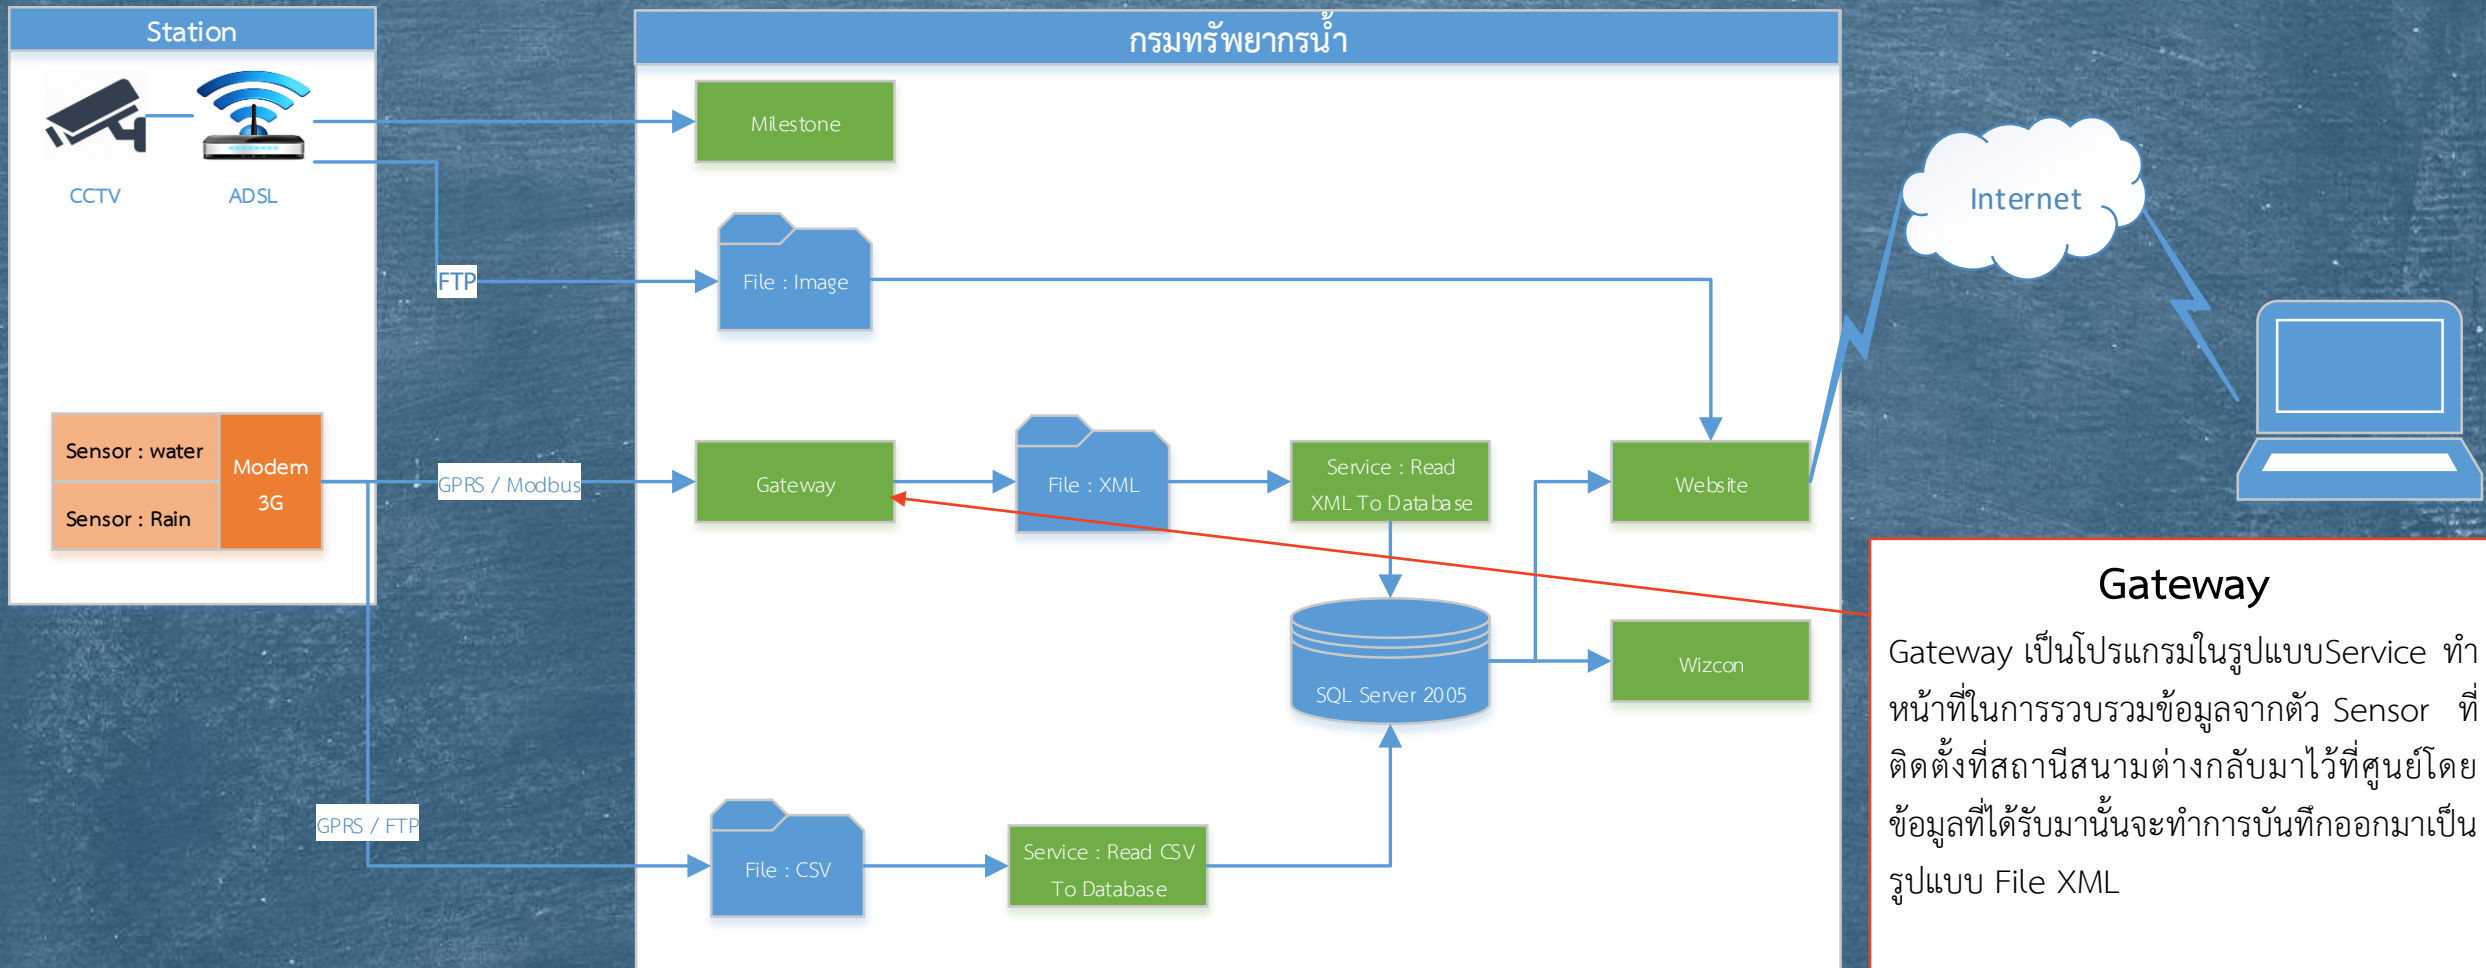 Station
CCTV
ADSL
Sensor : water
Sensor : Rain
Modem
3G
FTP
GPRS / Modbus
GPRS / FTP
กรมทรัพยากรน้ำ
Milestone
File : Image
Gateway
File : XML
Service : Read
XML To Database
Website
SQL Server 2005
Wizcon
File : CSV
Service : Read CSV
To Database
Internet
Gateway
Gateway เป็นโปรแกรมในรูปแบบService ทำ
หน้าที่ในการรวบรวมข้อมูลจากตัว Sensor ที่
ติดตั้งที่สถานีสนามต่างกลับมาไว้ที่ศูนย์โดย
ข้อมูลที่ได้รับมานั้นจะทำการบันทึกออกมาเป็น
รูปแบบ File XML